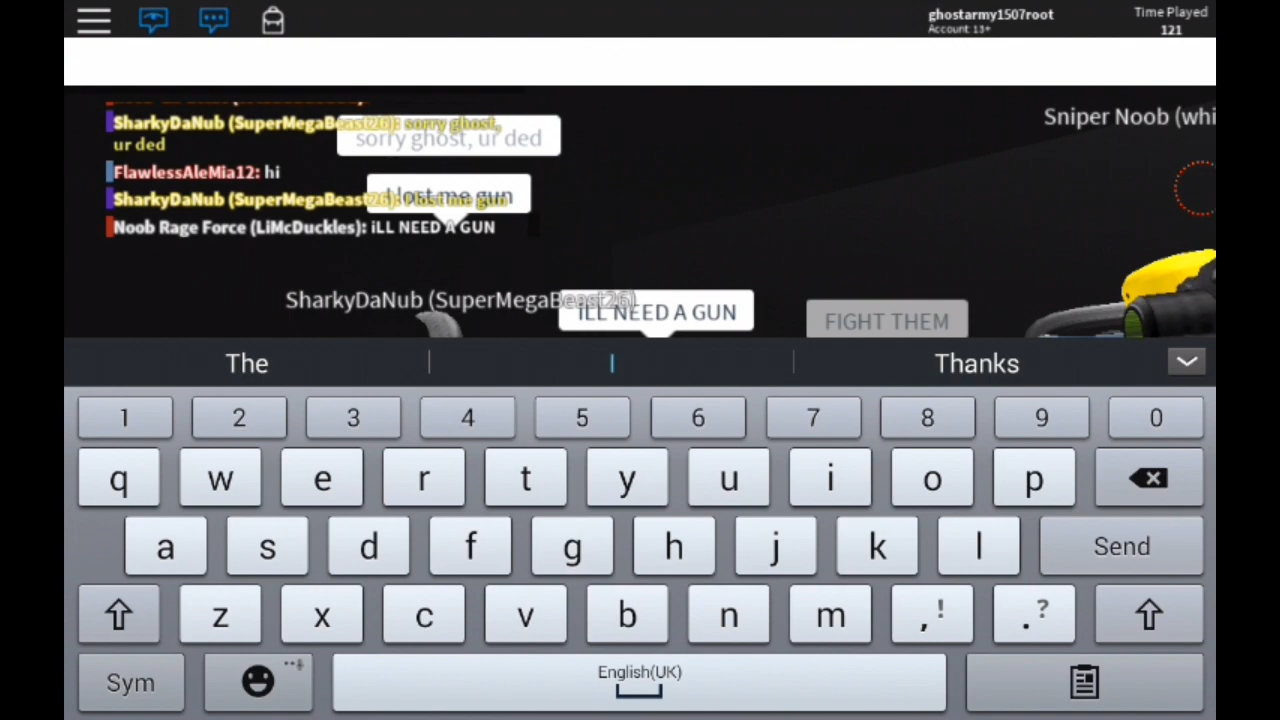 ghostarmy1507root
Account: 13+
Time Played
121
SharkyDaNub (SuperMegaBeast26): sorry ghost,
ur ded
sorry ghost, ur ded
FlawlessAleMia12: hi
I lost me gun
SharkyDaNub (SuperMegaBeast26): I lost me gun
Noob Rage Force (LiMcDuckles): iLL NEED A GUN
Sniper Noob (whi
SharkyDaNub (SuperMegaBeast26)
iLL NEED A GUN
FIGHT THEM
The
I
Thanks
1 2 3 4 5 6 7 8 9 0
q w e r t y u i o p
a s d f g h j k l Send
z x c v b n m ,! .?
Sym
English(UK)